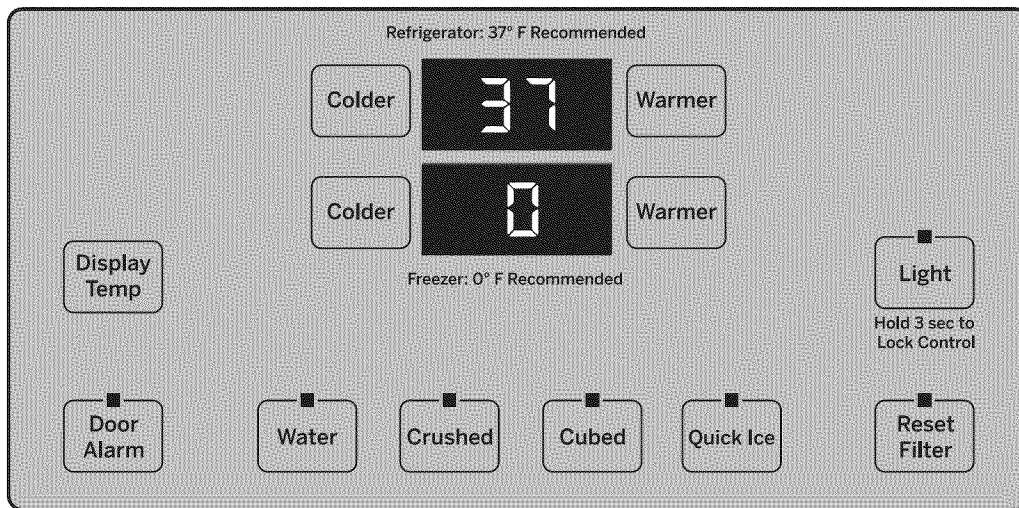 Refrigerator: 37° F Recommended
Colder
37
Warmer
Colder
0
Warmer
Freezer: 0° F Recommended
Display
Temp
Light
Hold 3 sec to
Lock Control
Door
Alarm
Water
Crushed
Cubed
Quick Ice
Reset
Filter